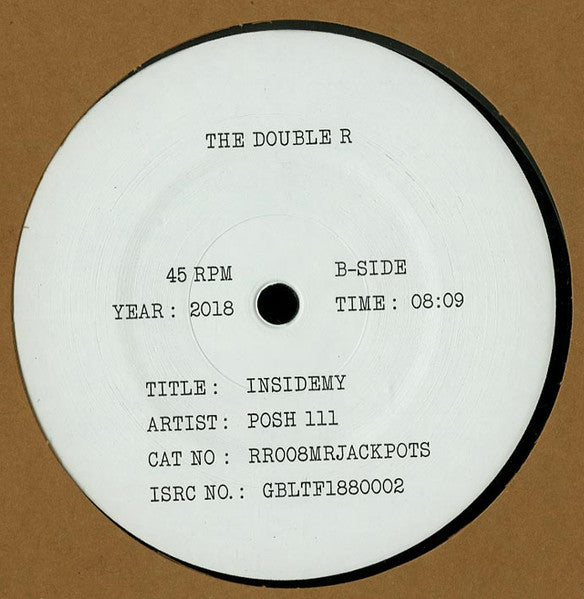 THE DOUBLE R
45 RPM B-SIDE
YEAR : 2018 TIME : 08:09
TITLE : INSIDEMY
ARTIST: POSH 111
CAT NO : RR008MRJACKPOTS
ISRC NO.: GBLTF1880002